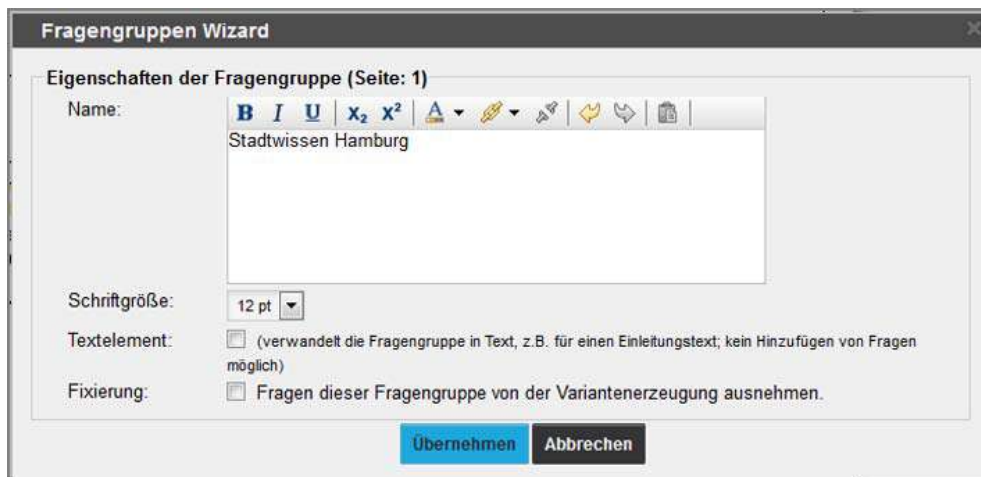 Fragengruppen Wizard
Eigenschaften der Fragengruppe (Seite: 1)
Name:
B I U X₂ X² A
Stadtwissen Hamburg
Schriftgröße: 12 pt
Textelement: (verwandelt die Fragengruppe in Text, z.B. für einen Einleitungstext; kein Hinzufügen von Fragen
möglich)
Fixierung: Fragen dieser Fragengruppe von der Variantenerzeugung ausnehmen.
Übernehmen Abbrechen